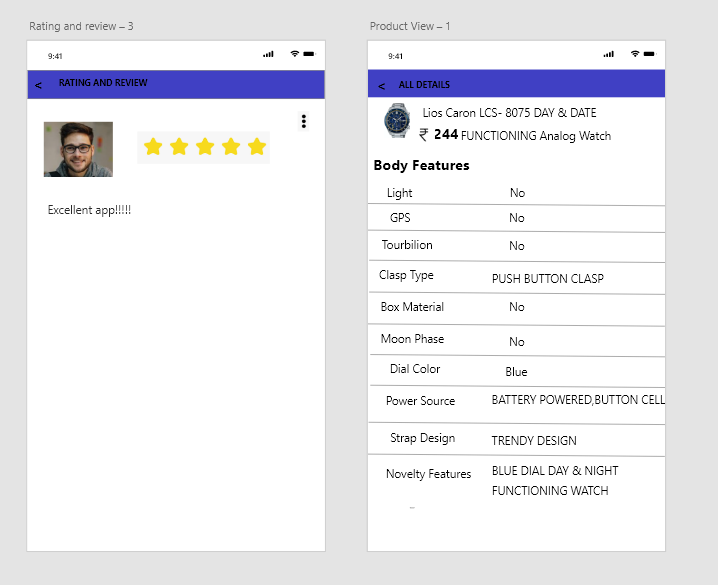 Rating and review – 3
9:41
<
RATING AND REVIEW
Excellent app!!!!!
Product View – 1
9:41
<
ALL DETAILS
Lios Caron LCS- 8075 DAY & DATE
₹ 244 FUNCTIONING Analog Watch
Body Features
Light No
GPS No
Tourbilion No
Clasp Type PUSH BUTTON CLASP
Box Material No
Moon Phase No
Dial Color Blue
Power Source BATTERY POWERED,BUTTON CELL
Strap Design TRENDY DESIGN
Novelty Features BLUE DIAL DAY & NIGHT
FUNCTIONING WATCH